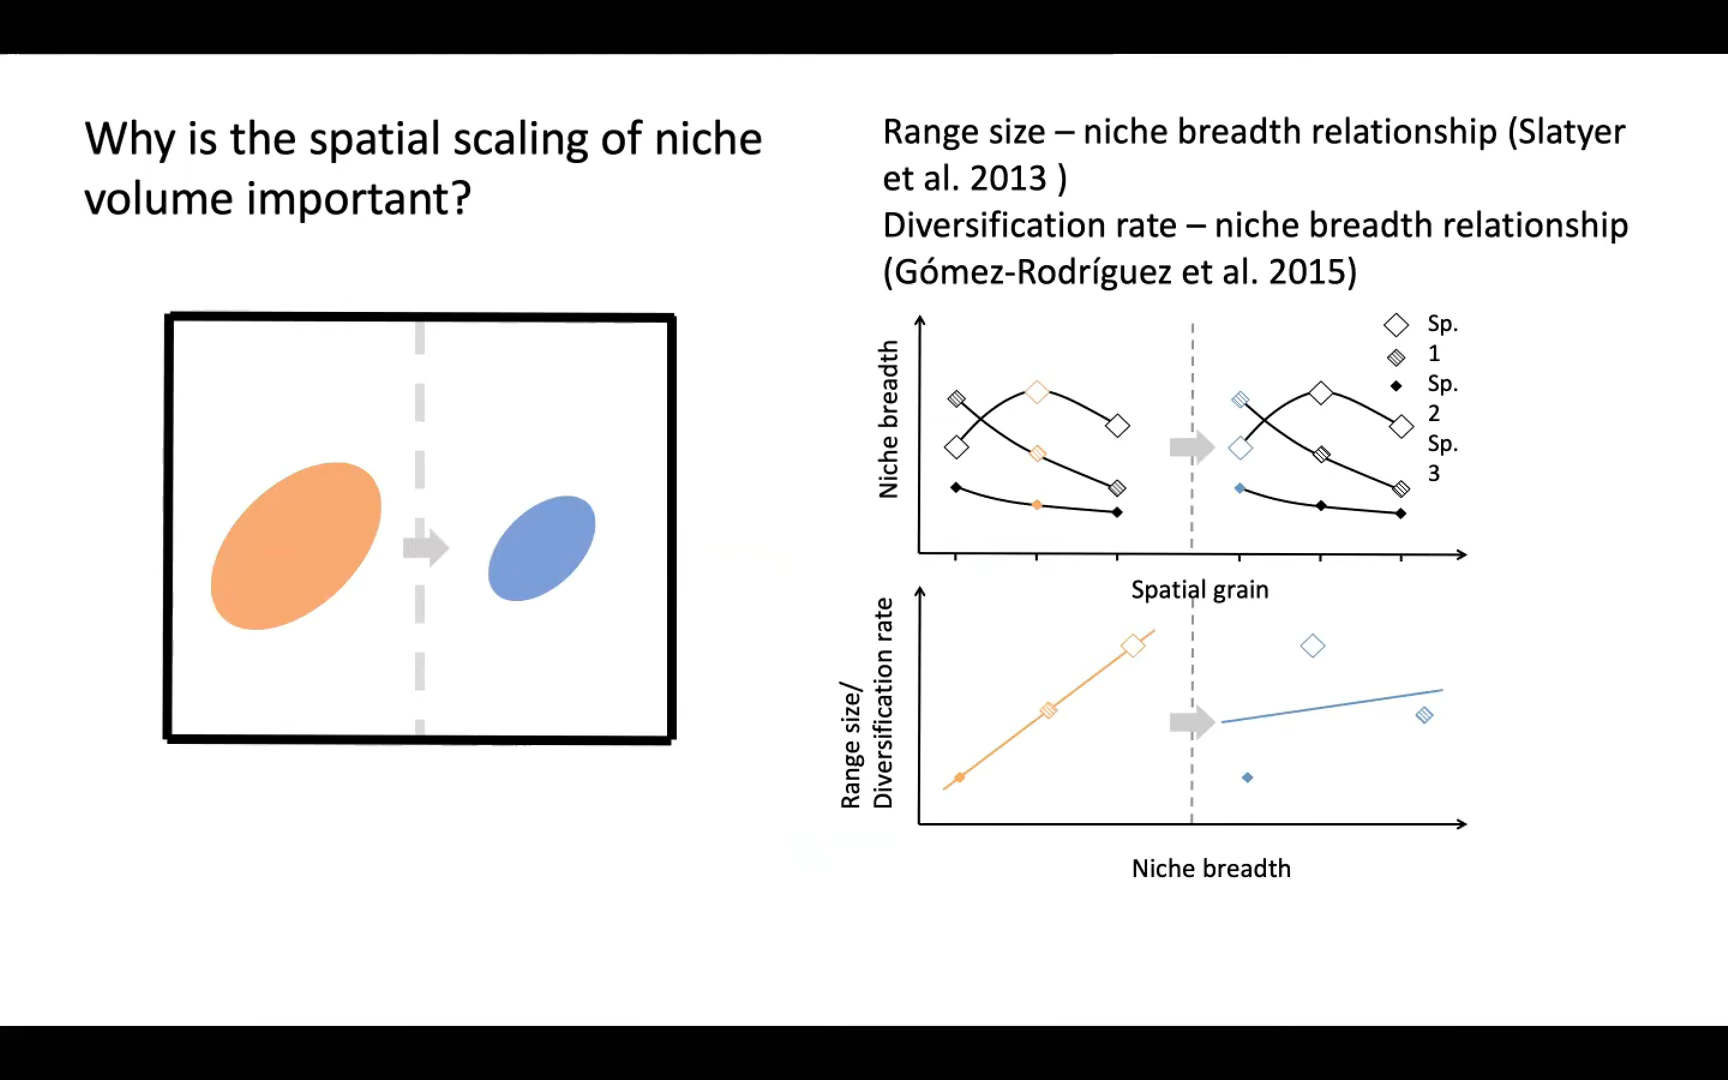 Why is the spatial scaling of niche
volume important?
Range size – niche breadth relationship (Slatyer
et al. 2013 )
Diversification rate – niche breadth relationship
(Gómez-Rodríguez et al. 2015)
Niche breadth
Sp.
1
Sp.
2
Sp.
3
Spatial grain
Range size/
Diversification rate
Niche breadth